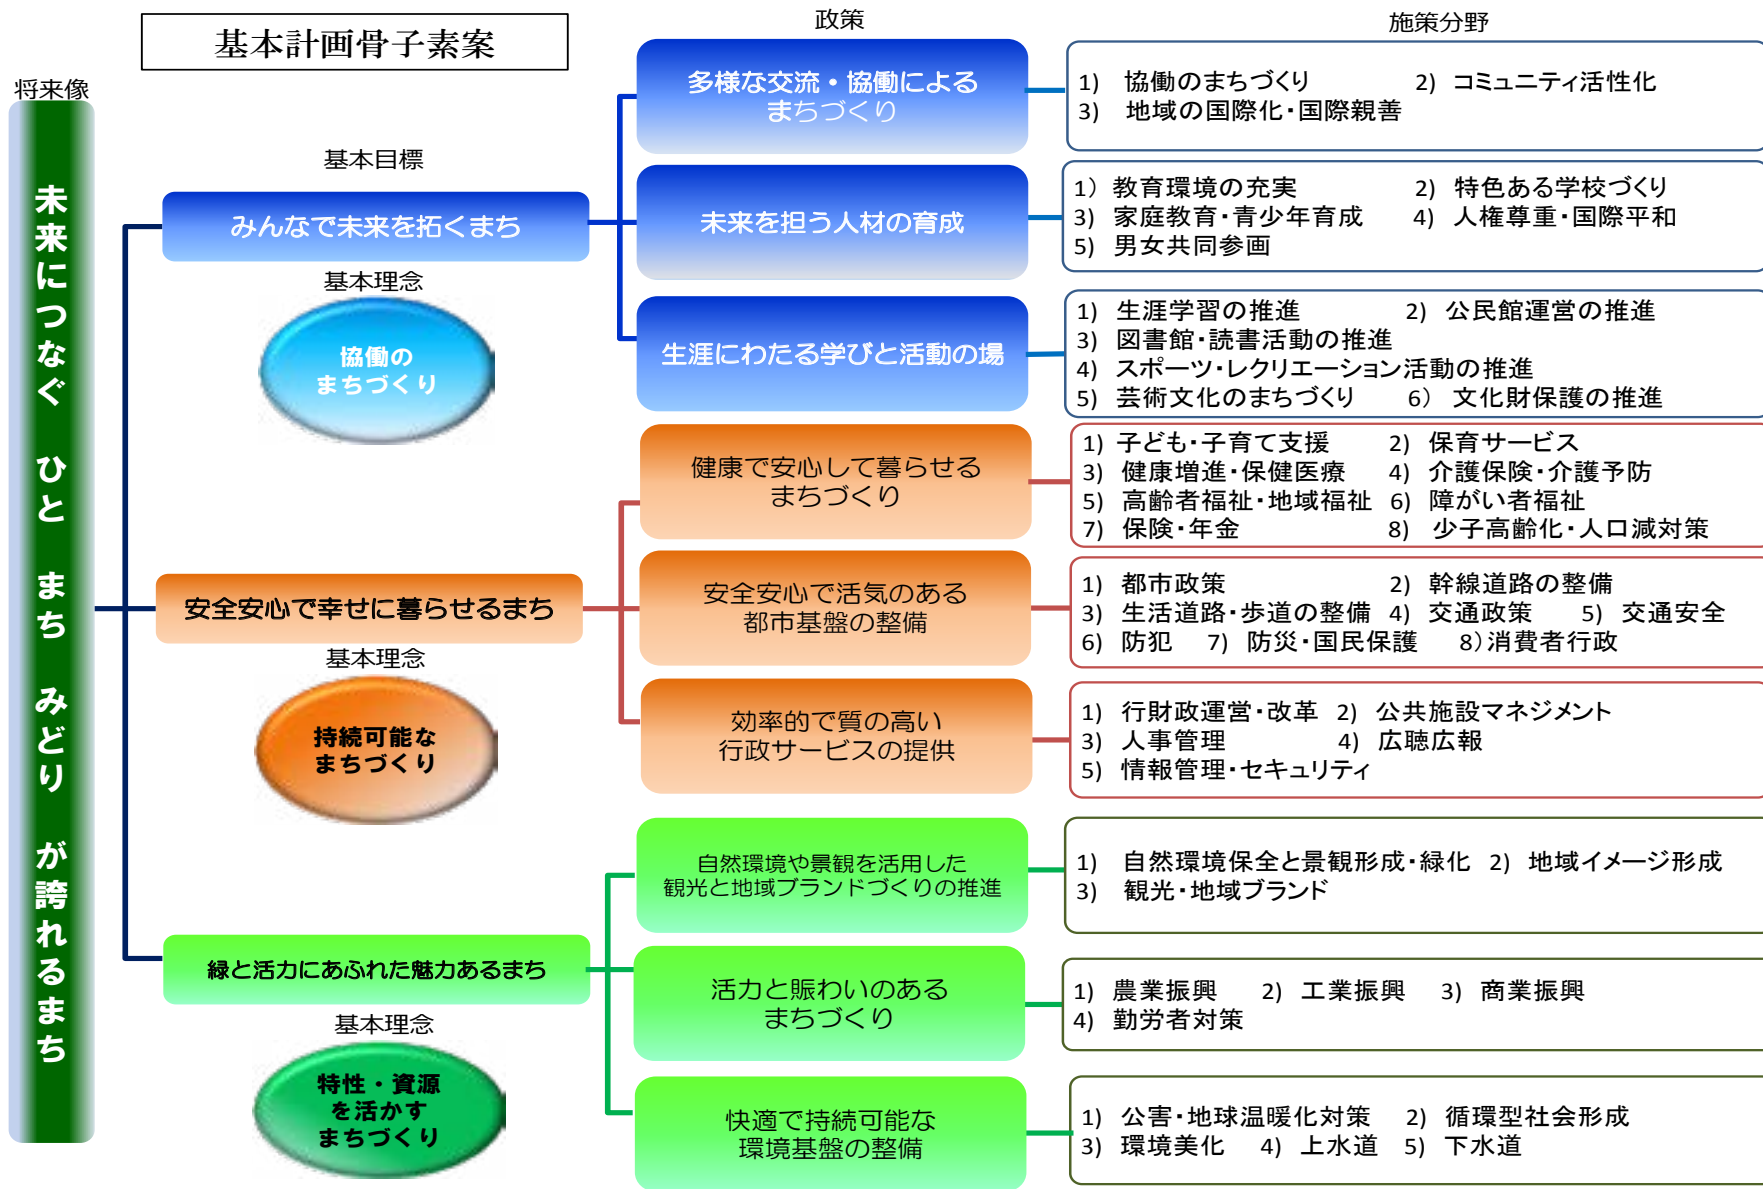 基本計画骨子素案
政策
施策分野
将来像
未来につなぐ ひと まち みどり が誇れるまち
基本目標
みんなで未来を拓くまち
基本理念
協働の
まちづくり
多様な交流・協働による
まちづくり
1) 協働のまちづくり 2) コミュニティ活性化
3) 地域の国際化・国際親善
未来を担う人材の育成
1) 教育環境の充実 2) 特色ある学校づくり
3) 家庭教育・青少年育成 4) 人権尊重・国際平和
5) 男女共同参画
生涯にわたる学びと活動の場
1) 生涯学習の推進 2) 公民館運営の推進
3) 図書館・読書活動の推進
4) スポーツ・レクリエーション活動の推進
5) 芸術文化のまちづくり 6) 文化財保護の推進
安全安心で幸せに暮らせるまち
基本理念
持続可能な
まちづくり
健康で安心して暮らせる
まちづくり
1) 子ども・子育て支援 2) 保育サービス
3) 健康増進・保健医療 4) 介護保険・介護予防
5) 高齢者福祉・地域福祉 6) 障がい者福祉
7) 保険・年金 8) 少子高齢化・人口減対策
安全安心で活気のある
都市基盤の整備
1) 都市政策 2) 幹線道路の整備
3) 生活道路・歩道の整備 4) 交通政策 5) 交通安全
6) 防犯 7) 防災・国民保護 8)消費者行政
効率的で質の高い
行政サービスの提供
1) 行財政運営・改革 2) 公共施設マネジメント
3) 人事管理 4) 広聴広報
5) 情報管理・セキュリティ
緑と活力にあふれた魅力あるまち
基本理念
特性・資源
を活かす
まちづくり
自然環境や景観を活用した
観光と地域ブランドづくりの推進
1) 自然環境保全と景観形成・緑化 2) 地域イメージ形成
3) 観光・地域ブランド
活力と賑わいのある
まちづくり
1) 農業振興 2) 工業振興 3) 商業振興
4) 勤労者対策
快適で持続可能な
環境基盤の整備
1) 公害・地球温暖化対策 2) 循環型社会形成
3) 環境美化 4) 上水道 5) 下水道